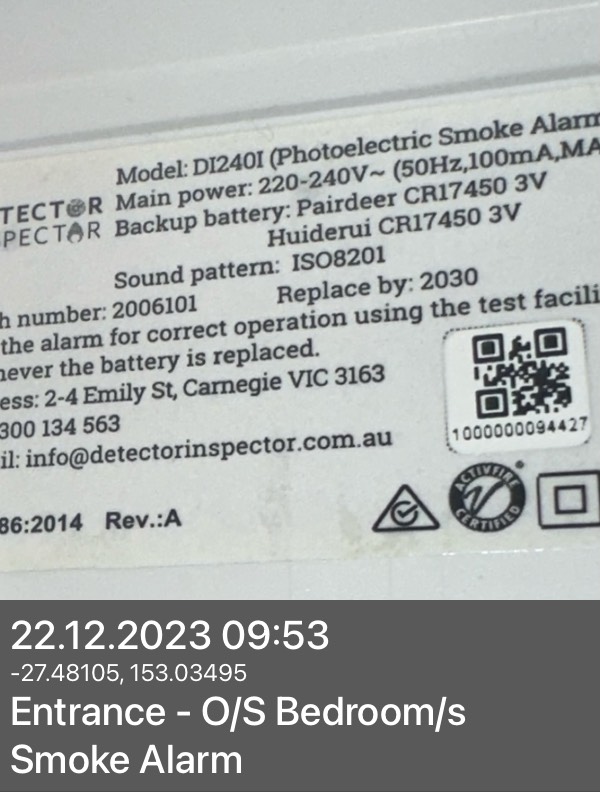 Model: DI240I (Photoelectric Smoke Alarm
TECTOR Main power: 220-240V~ (50Hz,100mA,MA
PECTAR Backup battery: Pairdeer CR17450 3V
Huiderui CR17450 3V
Sound pattern: ISO8201
h number: 2006101 Replace by: 2030
the alarm for correct operation using the test facili
never the battery is replaced.
ess: 2-4 Emily St, Carnegie VIC 3163
300 134 563
il: info@detectorinspector.com.au
1000000094427
ACTIVFIRE
CERTIFIED
86:2014 Rev.:A
22.12.2023 09:53
-27.48105, 153.03495
Entrance - O/S Bedroom/s
Smoke Alarm